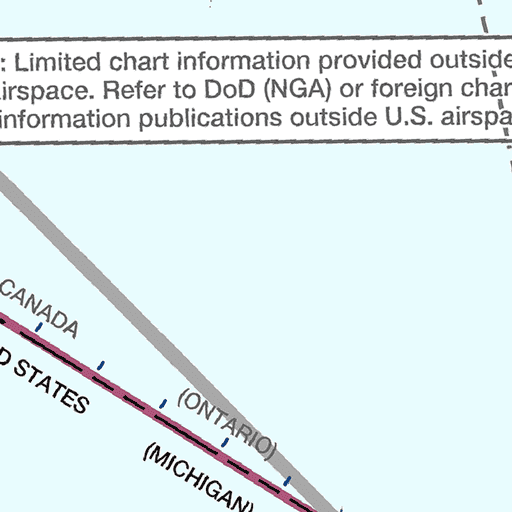 : Limited chart information provided outside
irspace. Refer to DoD (NGA) or foreign char
information publications outside U.S. airspa
CANADA
D STATES
(ONTARIO)
(MICHIGAN)